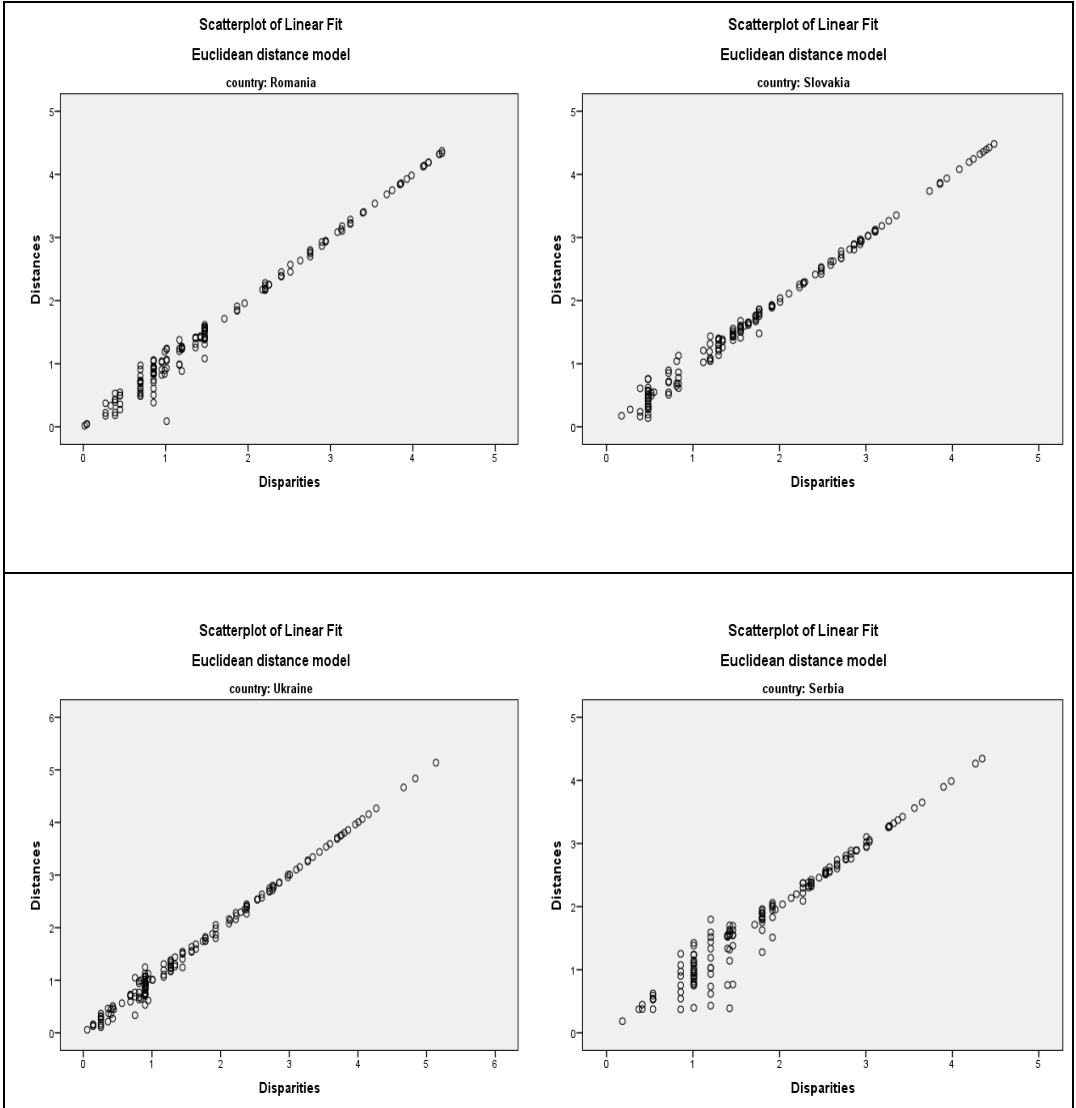 Scatterplot of Linear Fit
Euclidean distance model
country: Romania
5
4
3
2
1
0
Distances
0 1 2 3 4 5
Disparities
Scatterplot of Linear Fit
Euclidean distance model
country: Slovakia
5
4
3
2
1
0
Distances
0 1 2 3 4 5
Disparities
Scatterplot of Linear Fit
Euclidean distance model
country: Ukraine
6
5
4
3
2
1
0
Distances
0 1 2 3 4 5 6
Disparities
Scatterplot of Linear Fit
Euclidean distance model
country: Serbia
5
4
3
2
1
0
Distances
0 1 2 3 4 5
Disparities